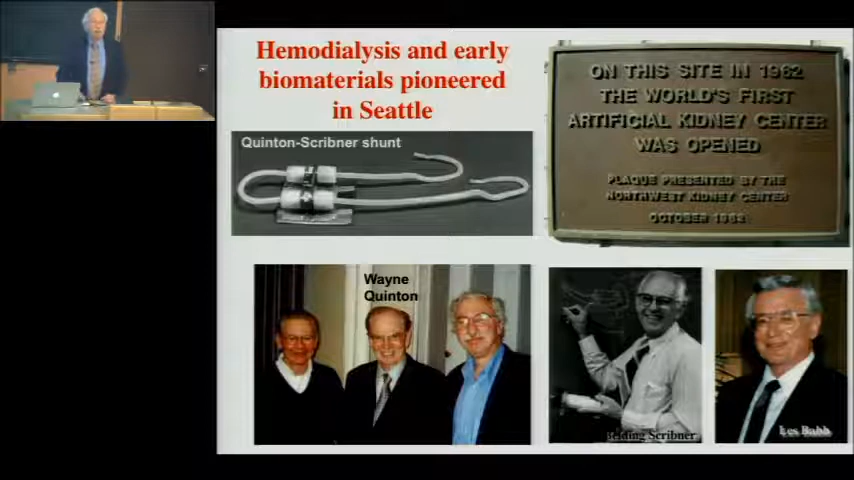 Hemodialysis and early
biomaterials pioneered
in Seattle
Quinton-Scribner shunt
ON THIS SITE IN 1962
THE WORLD'S FIRST
ARTIFICIAL KIDNEY CENTER
WAS OPENED
PLAQUE PRESENTED BY THE
NORTHWEST KIDNEY CENTER
OCTOBER 1982
Wayne
Quinton
Belding Scribner
Les Babb